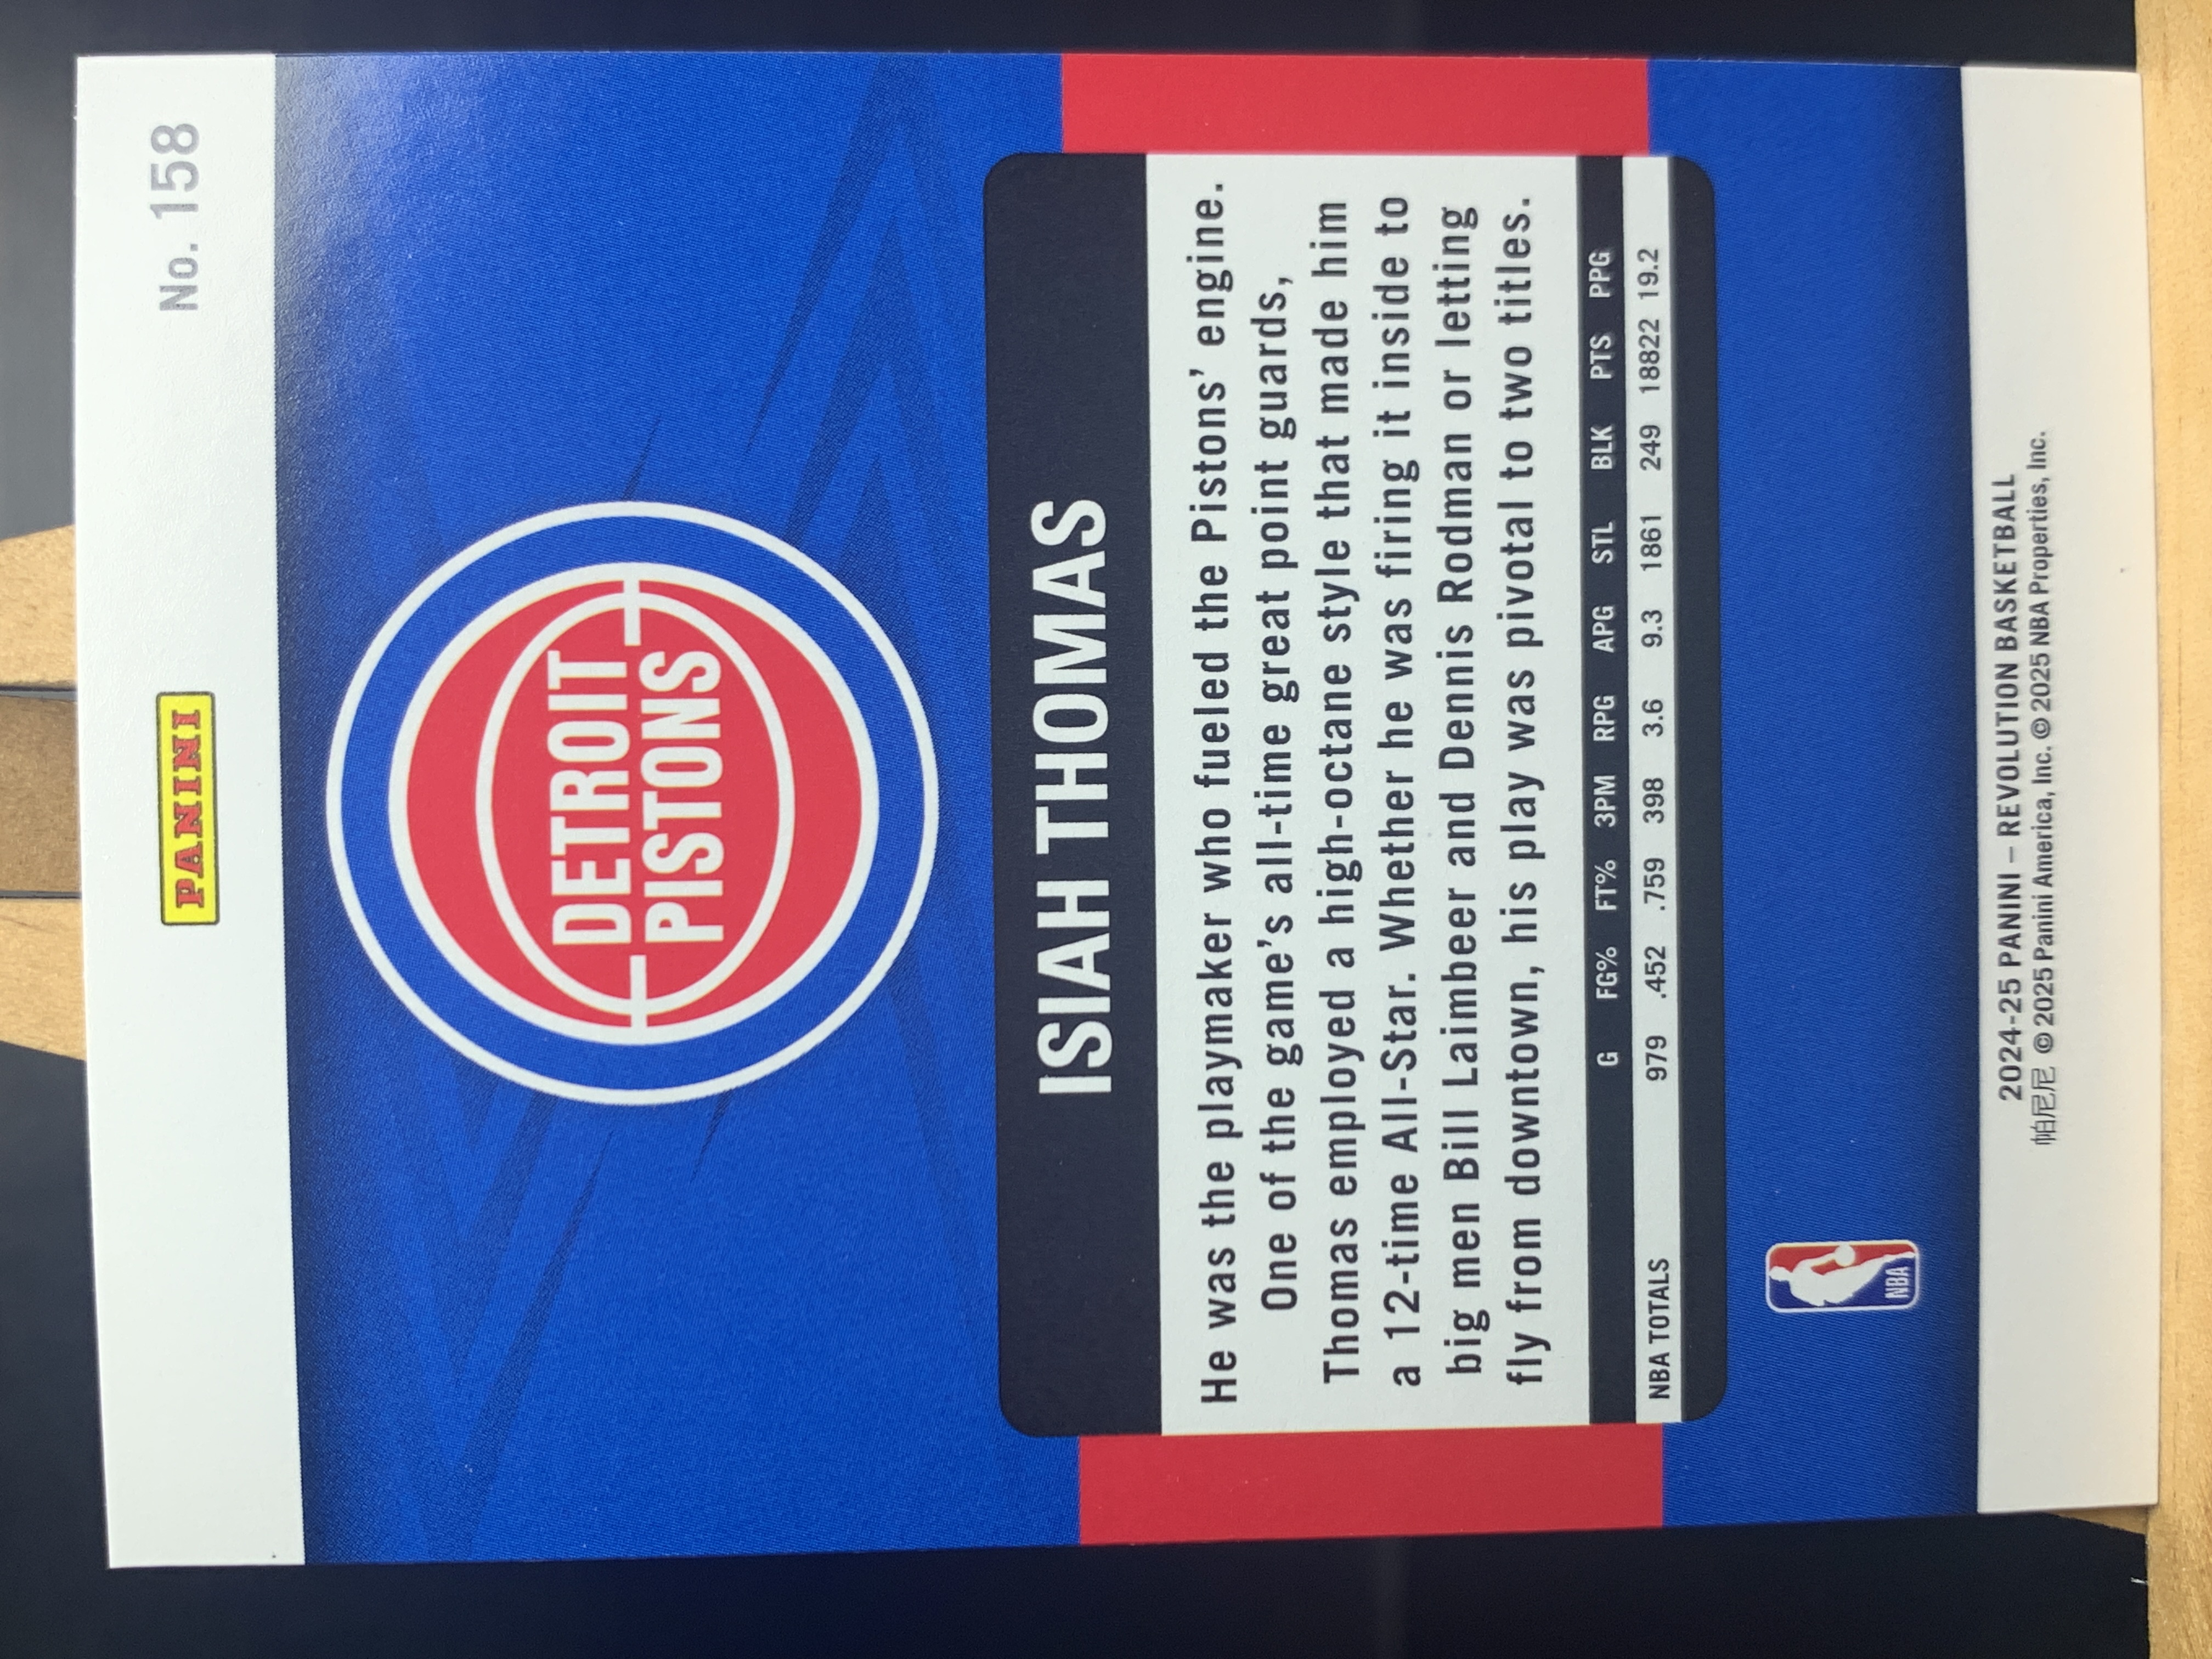 PANINI
No. 158
DETROIT
PISTONS
ISIAH THOMAS
He was the playmaker who fueled the Pistons’ engine.
One of the game’s all-time great point guards,
Thomas employed a high-octane style that made him
a 12-time All-Star. Whether he was firing it inside to
big men Bill Laimbeer and Dennis Rodman or letting
fly from downtown, his play was pivotal to two titles.
G FG% FT% 3PM RPG APG STL BLK PTS PPG
NBA TOTALS 979 .452 .759 398 3.6 9.3 1861 249 18822 19.2
NBA
2024-25 PANINI – REVOLUTION BASKETBALL
帕尼尼 ©2025 Panini America, Inc. ©2025 NBA Properties, Inc.